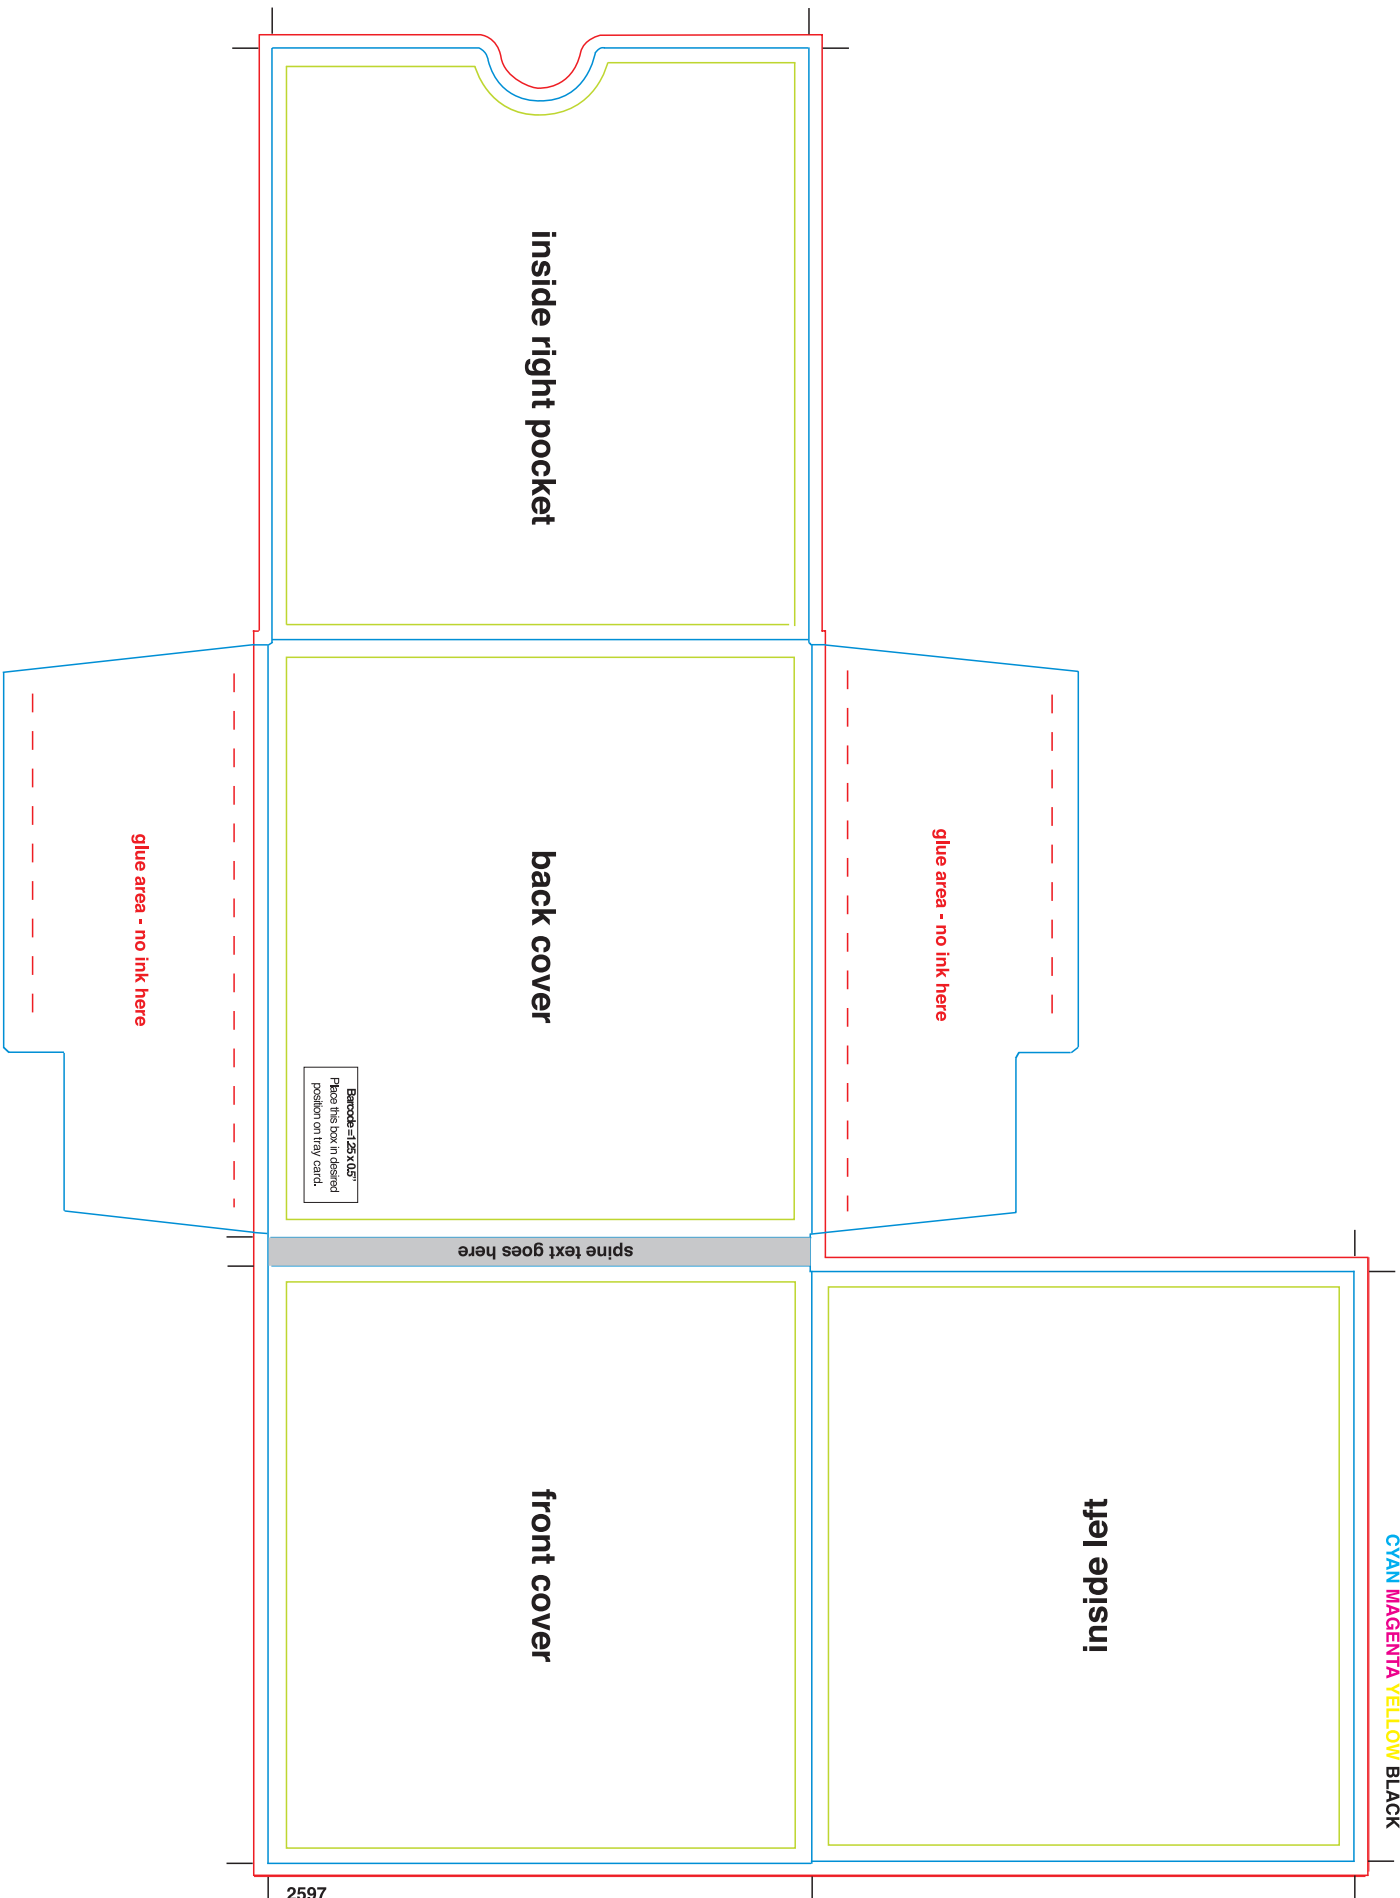 inside right pocket
glue area - no ink here
back cover
glue area - no ink here
Barcode = 1.25 x 0.5"
Place this box in desired
position on tray card.
spine text goes here
front cover
inside left
CYAN MAGENTA YELLOW BLACK
2597